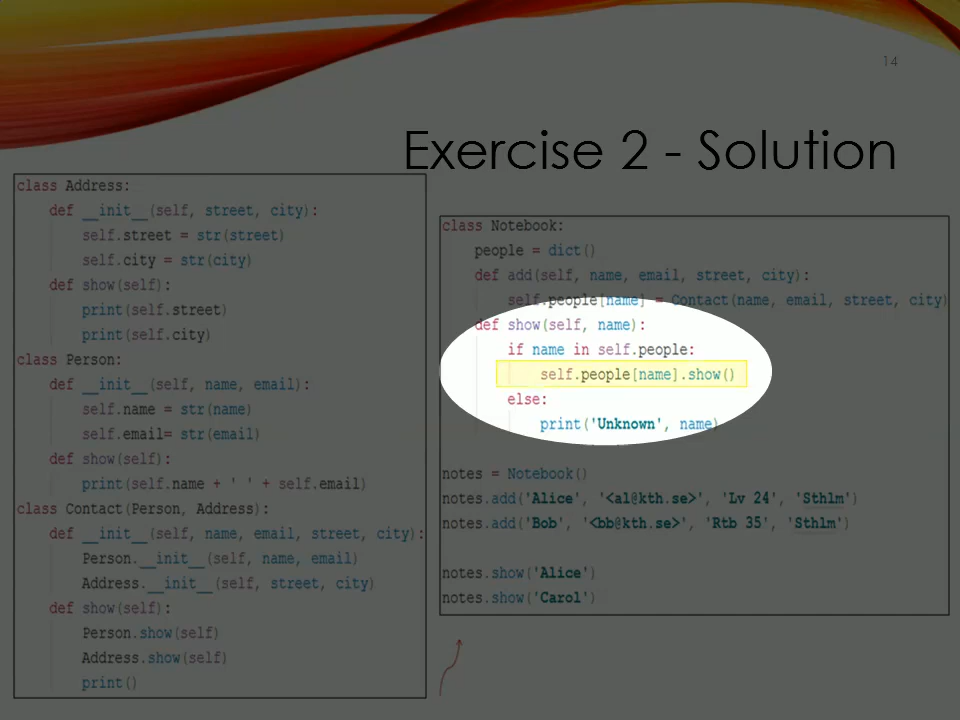 14
Exercise 2 - Solution
class Address:
    def __init__(self, street, city):
        self.street = str(street)
        self.city = str(city)
    def show(self):
        print(self.street)
        print(self.city)
class Person:
    def __init__(self, name, email):
        self.name = str(name)
        self.email= str(email)
    def show(self):
        print(self.name + ' ' + self.email)
class Contact(Person, Address):
    def __init__(self, name, email, street, city):
        Person.__init__(self, name, email)
        Address.__init__(self, street, city)
    def show(self):
        Person.show(self)
        Address.show(self)
        print()
class Notebook:
    people = dict()
    def add(self, name, email, street, city):
        self.people[name] = Contact(name, email, street, city)
    def show(self, name):
        if name in self.people:
            self.people[name].show()
        else:
            print('Unknown', name)
notes = Notebook()
notes.add('Alice', '<al@kth.se>', 'Lv 24', 'Sthlm')
notes.add('Bob', '<bb@kth.se>', 'Rtb 35', 'Sthlm')
notes.show('Alice')
notes.show('Carol')